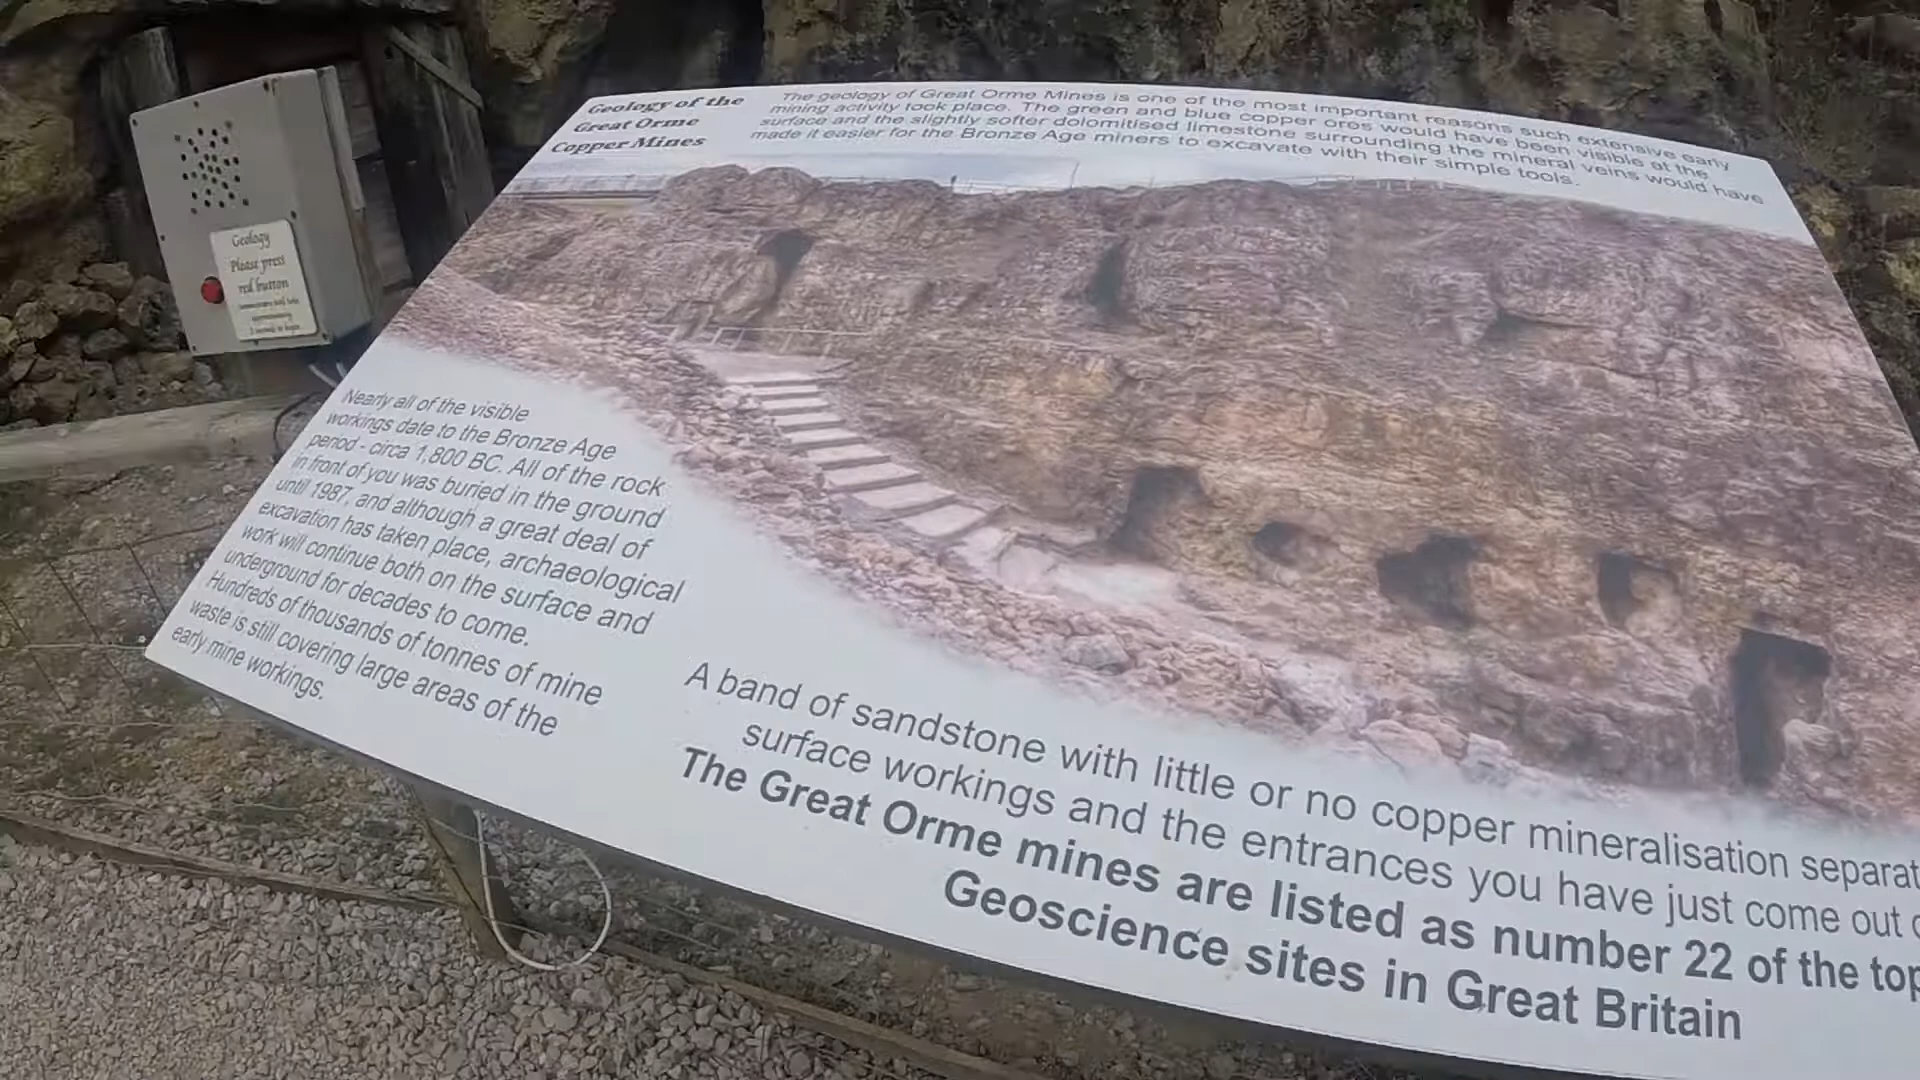 Geology
Please press
red button
Geology of the
Great Orme
Copper Mines
The geology of Great Orme Mines is one of the most important reasons such extensive early
mining activity took place. The green and blue copper ores would have been visible at the
surface and the slightly softer dolomitised limestone surrounding the mineral veins would have
made it easier for the Bronze Age miners to excavate with their simple tools.
Nearly all of the visible
workings date to the Bronze Age
period - circa 1,800 BC. All of the rock
in front of you was buried in the ground
until 1987, and although a great deal of
excavation has taken place, archaeological
work will continue both on the surface and
underground for decades to come.
Hundreds of thousands of tonnes of mine
waste is still covering large areas of the
early mine workings.
A band of sandstone with little or no copper mineralisation separat
surface workings and the entrances you have just come out
The Great Orme mines are listed as number 22 of the top
Geoscience sites in Great Britain